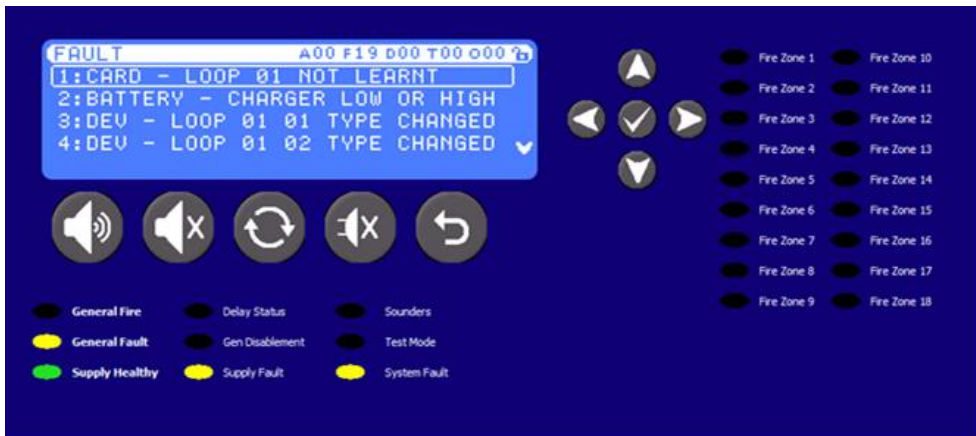 FAULT A00 F19 D00 T00 O00
1:CARD - LOOP 01 NOT LEARNT
2:BATTERY - CHARGER LOW OR HIGH
3:DEV - LOOP 01 01 TYPE CHANGED
4:DEV - LOOP 01 02 TYPE CHANGED
General Fire Delay Status Sounders
General Fault Gen Disablement Test Mode
Supply Healthy Supply Fault System Fault
Fire Zone 1 Fire Zone 10
Fire Zone 2 Fire Zone 11
Fire Zone 3 Fire Zone 12
Fire Zone 4 Fire Zone 13
Fire Zone 5 Fire Zone 14
Fire Zone 6 Fire Zone 15
Fire Zone 7 Fire Zone 16
Fire Zone 8 Fire Zone 17
Fire Zone 9 Fire Zone 18